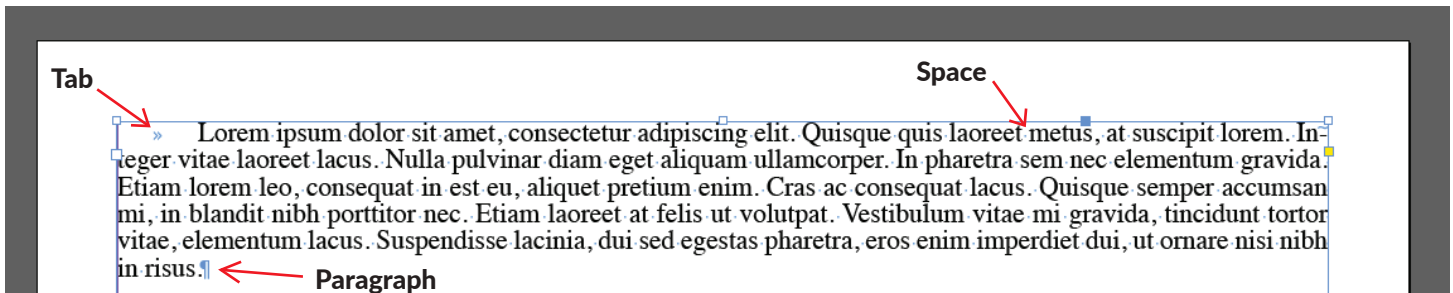 Tab
Space
» Lorem ipsum dolor sit amet, consectetur adipiscing elit. Quisque quis laoreet metus, at suscipit lorem. In-
teger vitae laoreet lacus. Nulla pulvinar diam eget aliquam ullamcorper. In pharetra sem nec elementum gravida.
Etiam lorem leo, consequat in est eu, aliquet pretium enim. Cras ac consequat lacus. Quisque semper accumsan
mi, in blandit nibh porttitor nec. Etiam laoreet at felis ut volutpat. Vestibulum vitae mi gravida, tincidunt tortor
vitae, elementum lacus. Suspendisse lacinia, dui sed egestas pharetra, eros enim imperdiet dui, ut ornare nisi nibh
in risus.¶
Paragraph